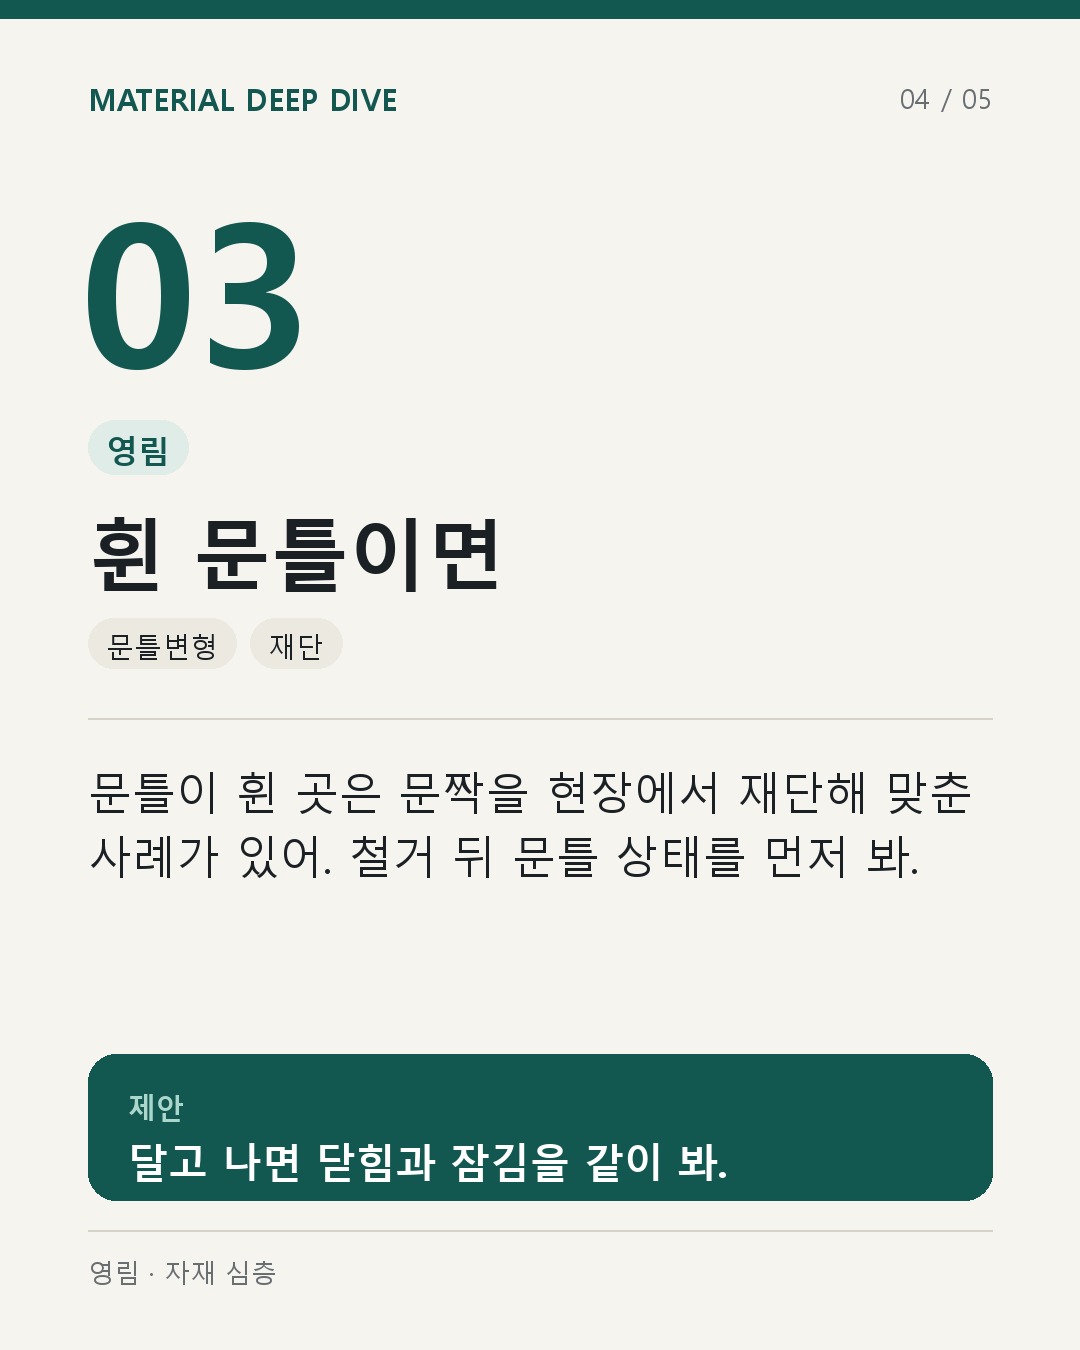 MATERIAL DEEP DIVE
04 / 05
03
영림
휜 문틀이면
문틀변형 재단
문틀이 휜 곳은 문짝을 현장에서 재단해 맞춘
사례가 있어. 철거 뒤 문틀 상태를 먼저 봐.
제안
달고 나면 닫힘과 잠김을 같이 봐.
영림 · 자재 심층